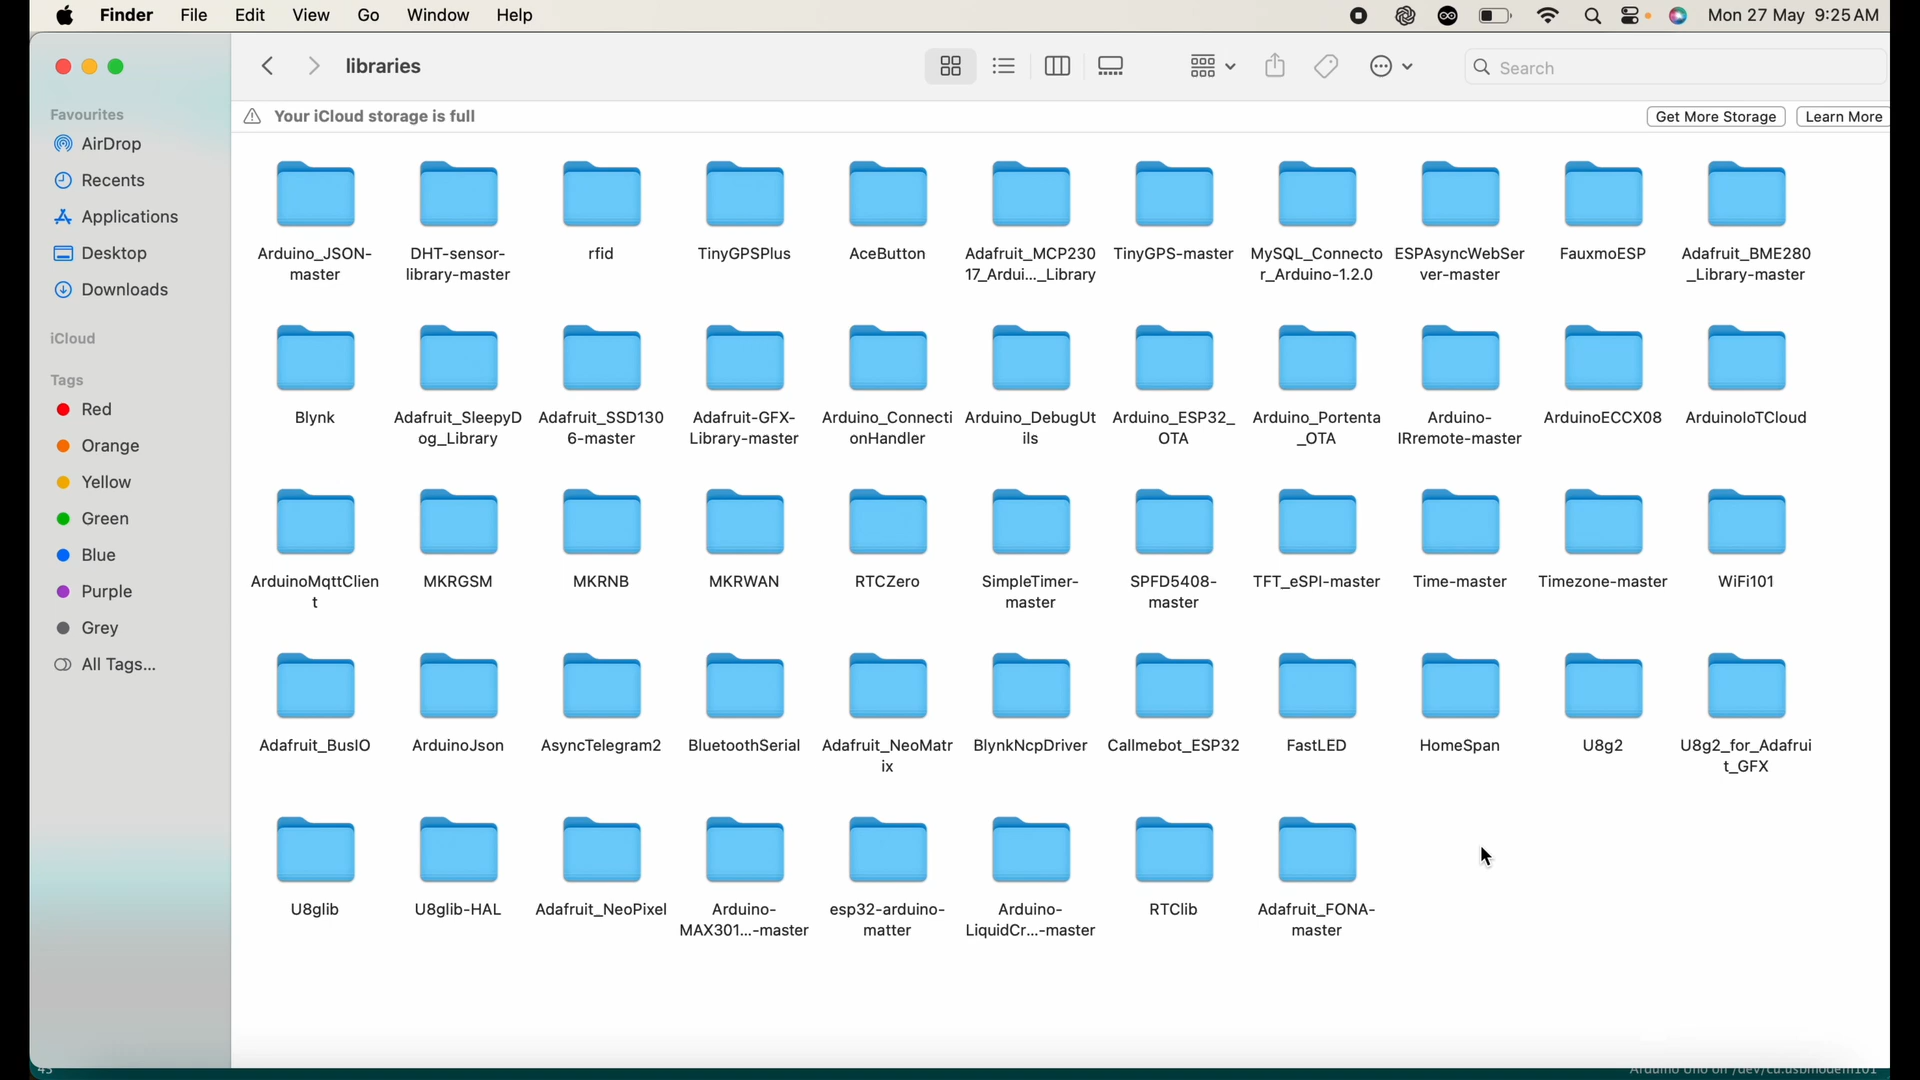 Finder File Edit View Go Window Help Mon 27 May 9:25 AM
libraries
Search
Your iCloud storage is full
Get More Storage
Learn More
Favourites
AirDrop
Recents
Applications
Desktop
Downloads
iCloud
Tags
Red
Orange
Yellow
Green
Blue
Purple
Grey
All Tags...
Arduino_JSON-
master
DHT-sensor-
library-master
rfid
TinyGPSPlus
AceButton
Adafruit_MCP230
17_Ardui..._Library
TinyGPS-master
MySQL_Connecto
r_Arduino-1.2.0
ESPAsyncWebSer
ver-master
FauxmoESP
Adafruit_BME280
_Library-master
Blynk
Adafruit_SleepyD
og_Library
Adafruit_SSD130
6-master
Adafruit-GFX-
Library-master
Arduino_Connecti
onHandler
Arduino_DebugUt
ils
Arduino_ESP32_
OTA
Arduino_Portenta
_OTA
Arduino-
IRremote-master
ArduinoECCX08
ArduinoIoTCloud
ArduinoMqttClien
t
MKRGSM
MKRNB
MKRWAN
RTCZero
SimpleTimer-
master
SPFD5408-
master
TFT_eSPI-master
Time-master
Timezone-master
WiFi101
Adafruit_BusIO
ArduinoJson
AsyncTelegram2
BluetoothSerial
Adafruit_NeoMatr
ix
BlynkNcpDriver
Callmebot_ESP32
FastLED
HomeSpan
U8g2
U8g2_for_Adafrui
t_GFX
U8glib
U8glib-HAL
Adafruit_NeoPixel
Arduino-
MAX301...-master
esp32-arduino-
matter
Arduino-
LiquidCr...-master
RTClib
Adafruit_FONA-
master